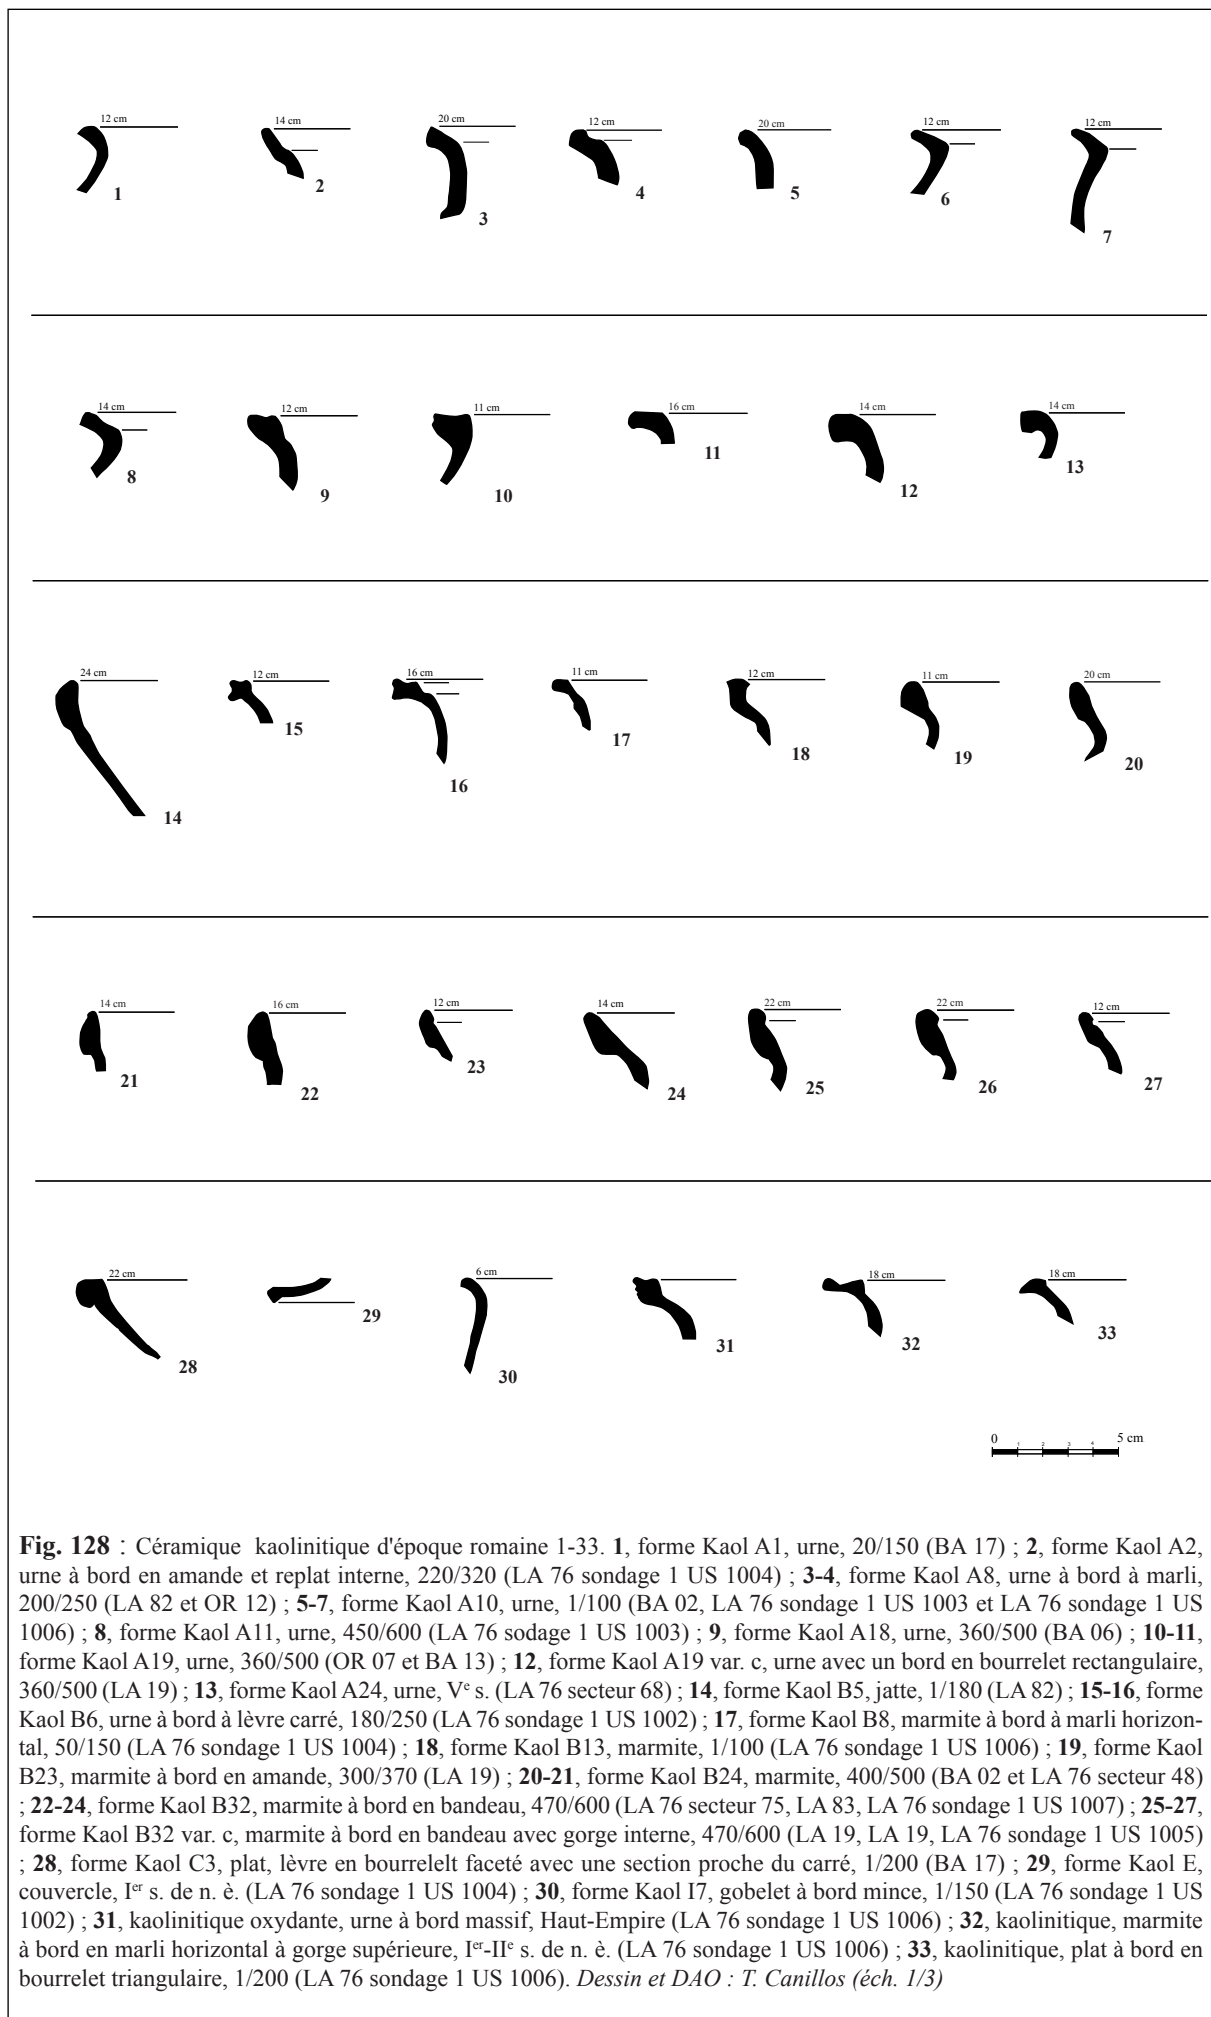 12 cm 14 cm 20 cm 12 cm 20 cm 12 cm 12 cm
1 2 3 4 5 6 7
14 cm 12 cm 11 cm 16 cm 14 cm 14 cm
8 9 10 11 12 13
24 cm 12 cm 16 cm 11 cm 12 cm 11 cm 20 cm
14 15 16 17 18 19 20
14 cm 16 cm 12 cm 14 cm 22 cm 22 cm 12 cm
21 22 23 24 25 26 27
22 cm 6 cm 18 cm 18 cm
28 29 30 31 32 33
0 1 2 3 4 5 cm
Fig. 128 : Céramique kaolinitique d'époque romaine 1-33. 1, forme Kaol A1, urne, 20/150 (BA 17) ; 2, forme Kaol A2,
urne à bord en amande et replat interne, 220/320 (LA 76 sondage 1 US 1004) ; 3-4, forme Kaol A8, urne à bord à marli,
200/250 (LA 82 et OR 12) ; 5-7, forme Kaol A10, urne, 1/100 (BA 02, LA 76 sondage 1 US 1003 et LA 76 sondage 1 US
1006) ; 8, forme Kaol A11, urne, 450/600 (LA 76 sodage 1 US 1003) ; 9, forme Kaol A18, urne, 360/500 (BA 06) ; 10-11,
forme Kaol A19, urne, 360/500 (OR 07 et BA 13) ; 12, forme Kaol A19 var. c, urne avec un bord en bourrelet rectangulaire,
360/500 (LA 19) ; 13, forme Kaol A24, urne, Ve s. (LA 76 secteur 68) ; 14, forme Kaol B5, jatte, 1/180 (LA 82) ; 15-16, forme
Kaol B6, urne à bord à lèvre carré, 180/250 (LA 76 sondage 1 US 1002) ; 17, forme Kaol B8, marmite à bord à marli horizon-
tal, 50/150 (LA 76 sondage 1 US 1004) ; 18, forme Kaol B13, marmite, 1/100 (LA 76 sondage 1 US 1006) ; 19, forme Kaol
B23, marmite à bord en amande, 300/370 (LA 19) ; 20-21, forme Kaol B24, marmite, 400/500 (BA 02 et LA 76 secteur 48)
; 22-24, forme Kaol B32, marmite à bord en bandeau, 470/600 (LA 76 secteur 75, LA 83, LA 76 sondage 1 US 1007) ; 25-27,
forme Kaol B32 var. c, marmite à bord en bandeau avec gorge interne, 470/600 (LA 19, LA 19, LA 76 sondage 1 US 1005)
; 28, forme Kaol C3, plat, lèvre en bourrelelt faceté avec une section proche du carré, 1/200 (BA 17) ; 29, forme Kaol E,
couvercle, Ier s. de n. è. (LA 76 sondage 1 US 1004) ; 30, forme Kaol I7, gobelet à bord mince, 1/150 (LA 76 sondage 1 US
1002) ; 31, kaolinitique oxydante, urne à bord massif, Haut-Empire (LA 76 sondage 1 US 1006) ; 32, kaolinitique, marmite
à bord en marli horizontal à gorge supérieure, Ier-IIe s. de n. è. (LA 76 sondage 1 US 1006) ; 33, kaolinitique, plat à bord en
bourrelet triangulaire, 1/200 (LA 76 sondage 1 US 1006). Dessin et DAO : T. Canillos (éch. 1/3)